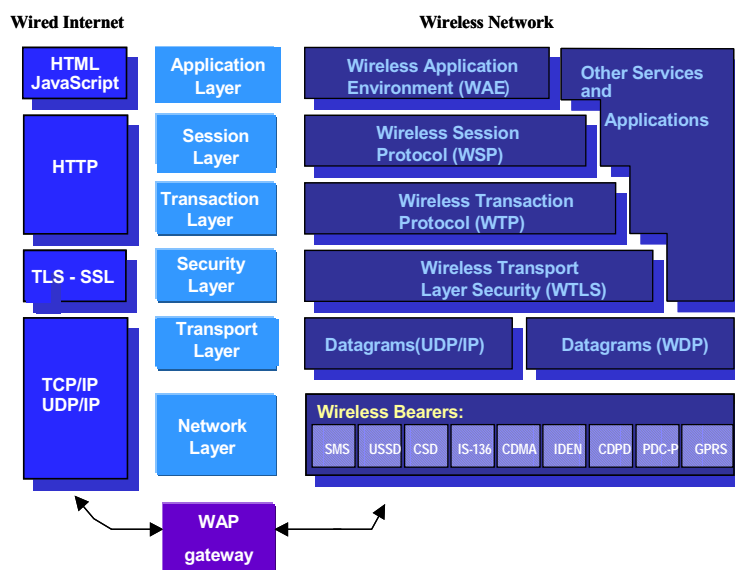 Wired Internet
Wireless Network
HTML
JavaScript
Application
Layer
Wireless Application
Environment (WAE)
Other Services
and
Applications
HTTP
Session
Layer
Wireless Session
Protocol (WSP)
Transaction
Layer
Wireless Transaction
Protocol (WTP)
TLS - SSL
Security
Layer
Wireless Transport
Layer Security (WTLS)
TCP/IP
UDP/IP
Transport
Layer
Datagrams(UDP/IP)
Datagrams (WDP)
Network
Layer
Wireless Bearers:
SMS
USSD
CSD
IS-136
CDMA
IDEN
CDPD
PDC-P
GPRS
WAP
gateway